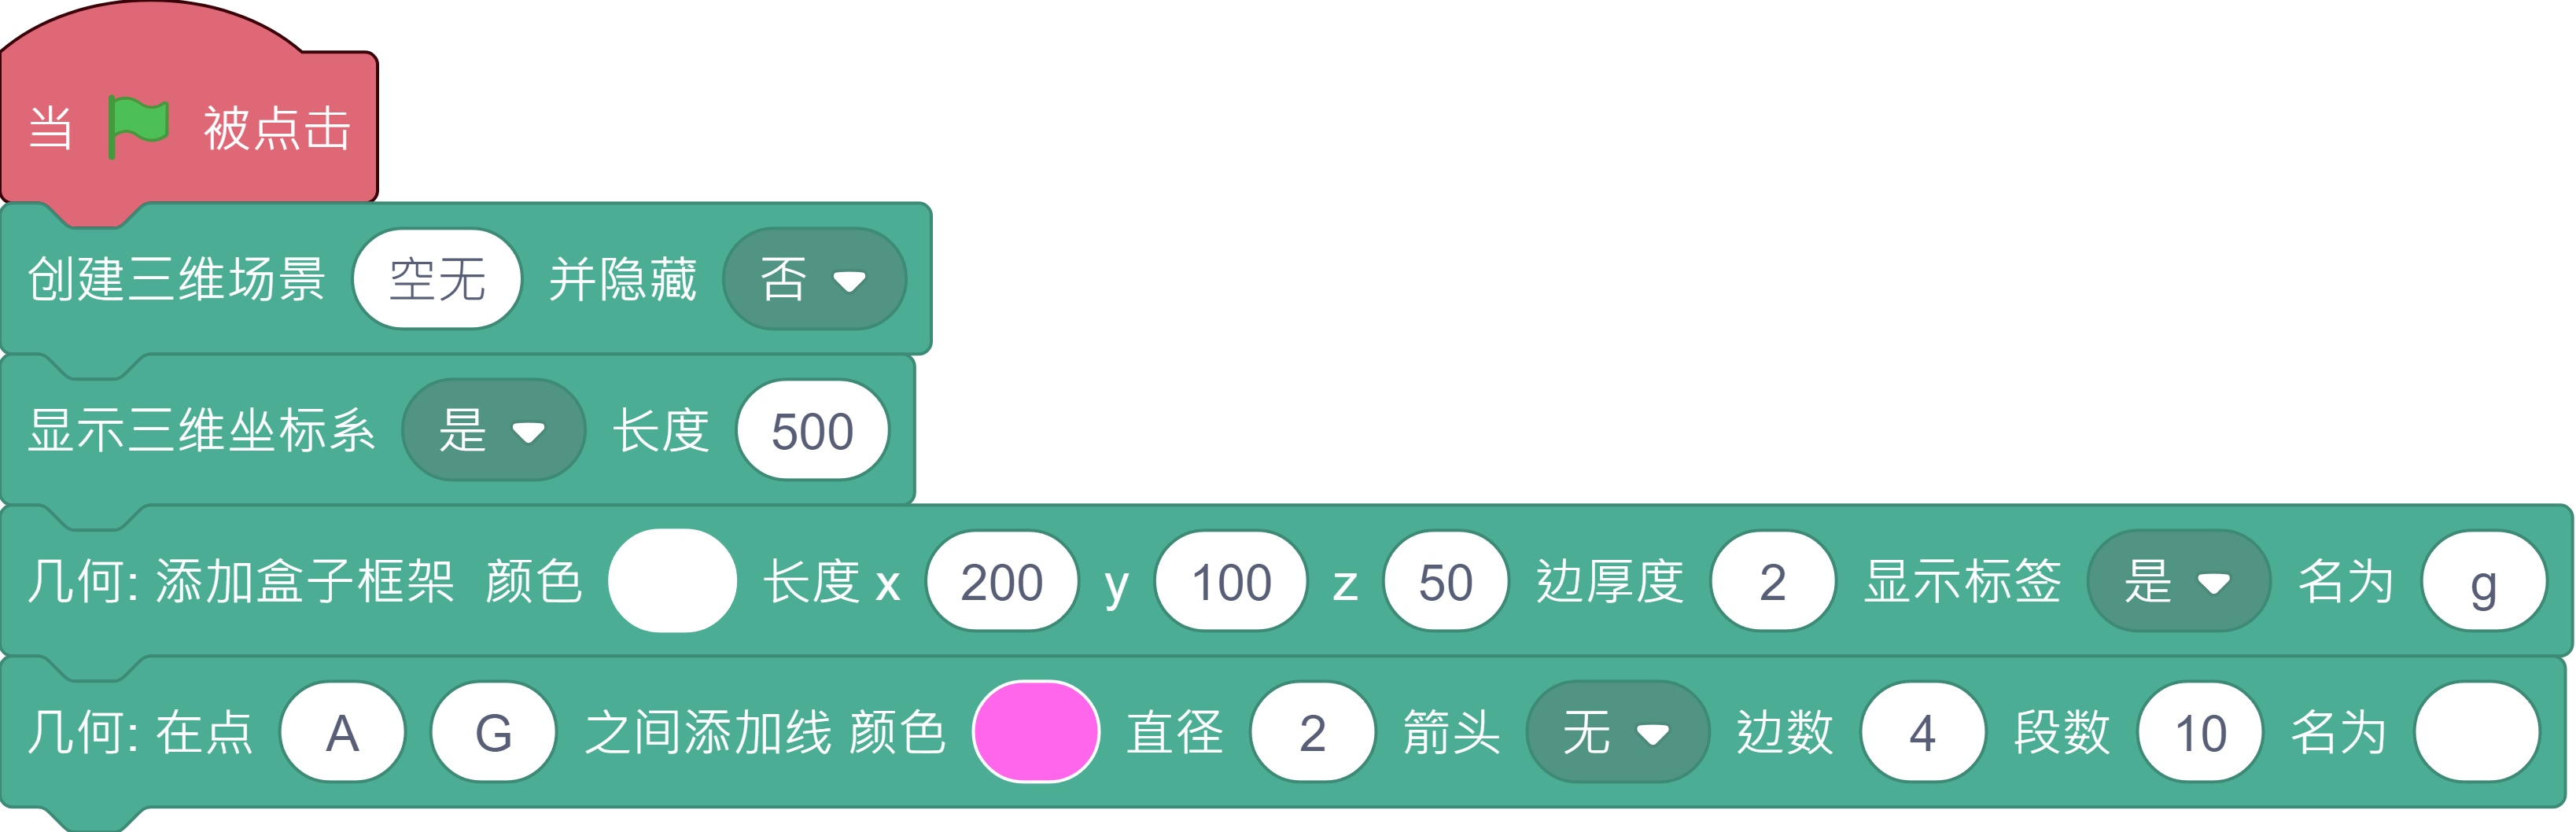 当 被点击
创建三维场景 空无 并隐藏 否
显示三维坐标系 是 长度 500
几何: 添加盒子框架 颜色 长度 x 200 y 100 z 50 边厚度 2 显示标签 是 名为 g
几何: 在点 A G 之间添加线 颜色 直径 2 箭头 无 边数 4 段数 10 名为